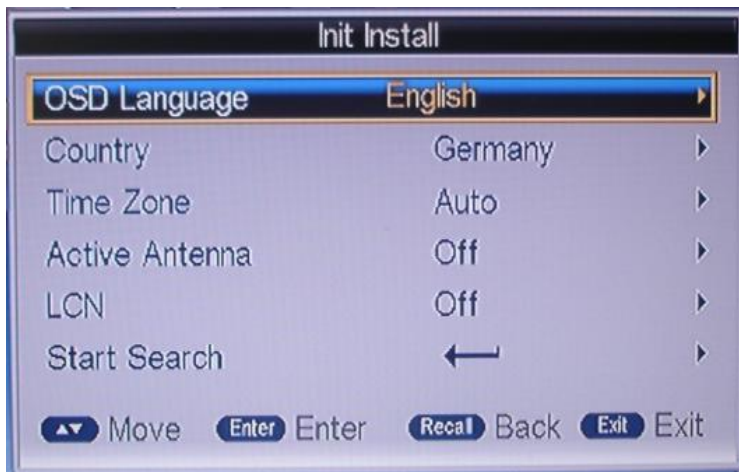 Init Install
OSD Language English
Country Germany
Time Zone Auto
Active Antenna Off
LCN Off
Start Search
Move Enter Enter Recall Back Exit Exit